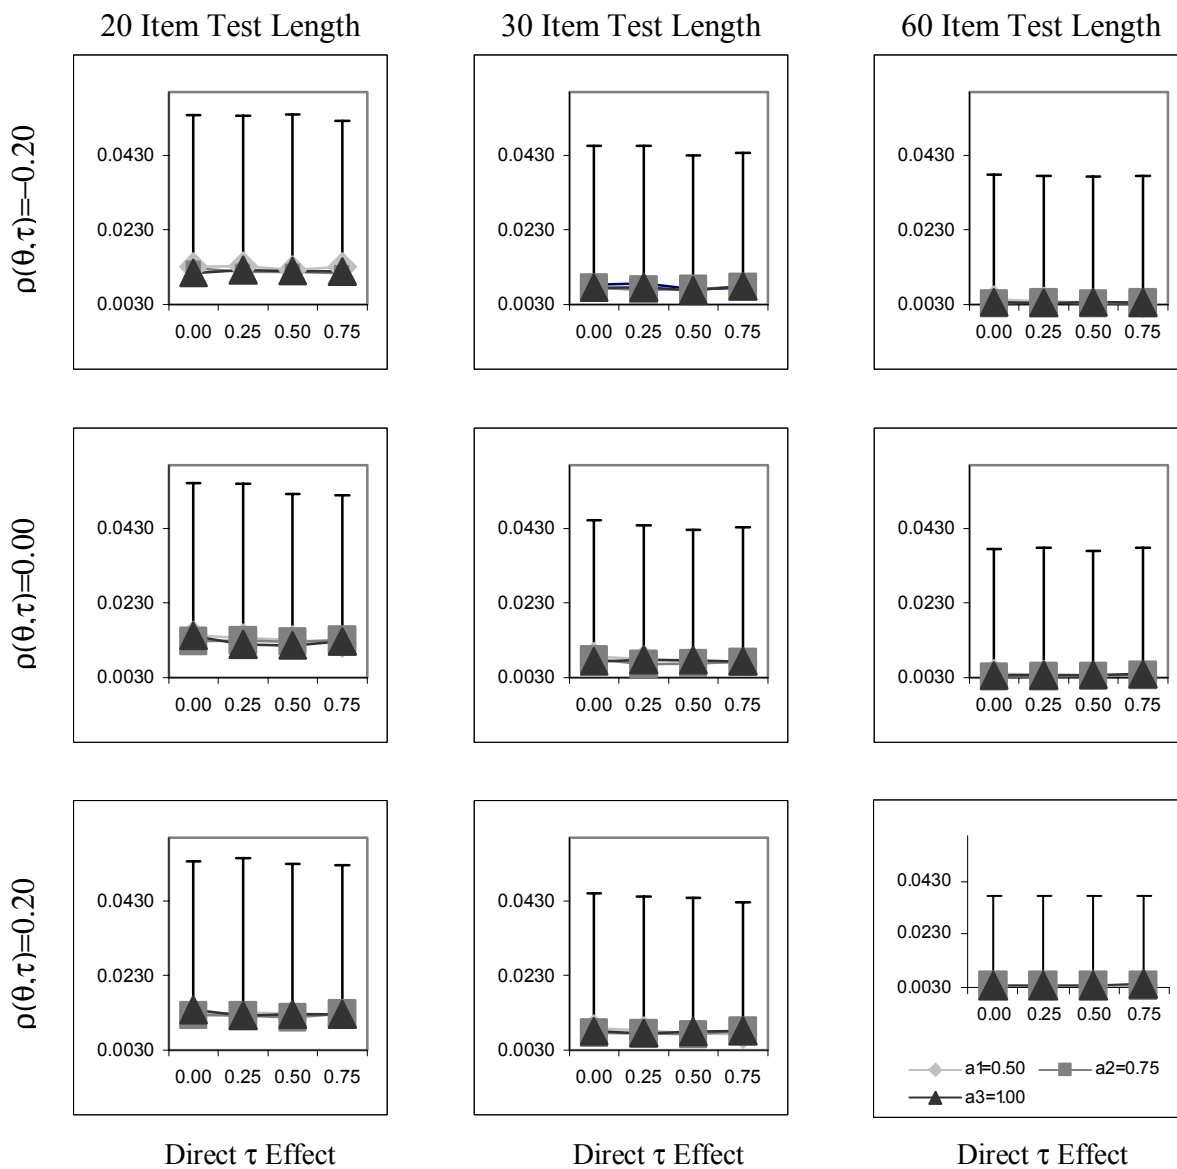 20 Item Test Length 30 Item Test Length 60 Item Test Length
ρ(θ,τ)=−0.20
0.0430 0.0430 0.0430
0.0230 0.0230 0.0230
0.0030 0.0030 0.0030
0.00 0.25 0.50 0.75 0.00 0.25 0.50 0.75 0.00 0.25 0.50 0.75
ρ(θ,τ)=0.00
0.0430 0.0430 0.0430
0.0230 0.0230 0.0230
0.0030 0.0030 0.0030
0.00 0.25 0.50 0.75 0.00 0.25 0.50 0.75 0.00 0.25 0.50 0.75
ρ(θ,τ)=0.20
0.0430 0.0430 0.0430
0.0230 0.0230 0.0230
0.0030 0.0030 0.0030
0.00 0.25 0.50 0.75 0.00 0.25 0.50 0.75 0.00 0.25 0.50 0.75
a1=0.50 a2=0.75
a3=1.00
Direct τ Effect Direct τ Effect Direct τ Effect